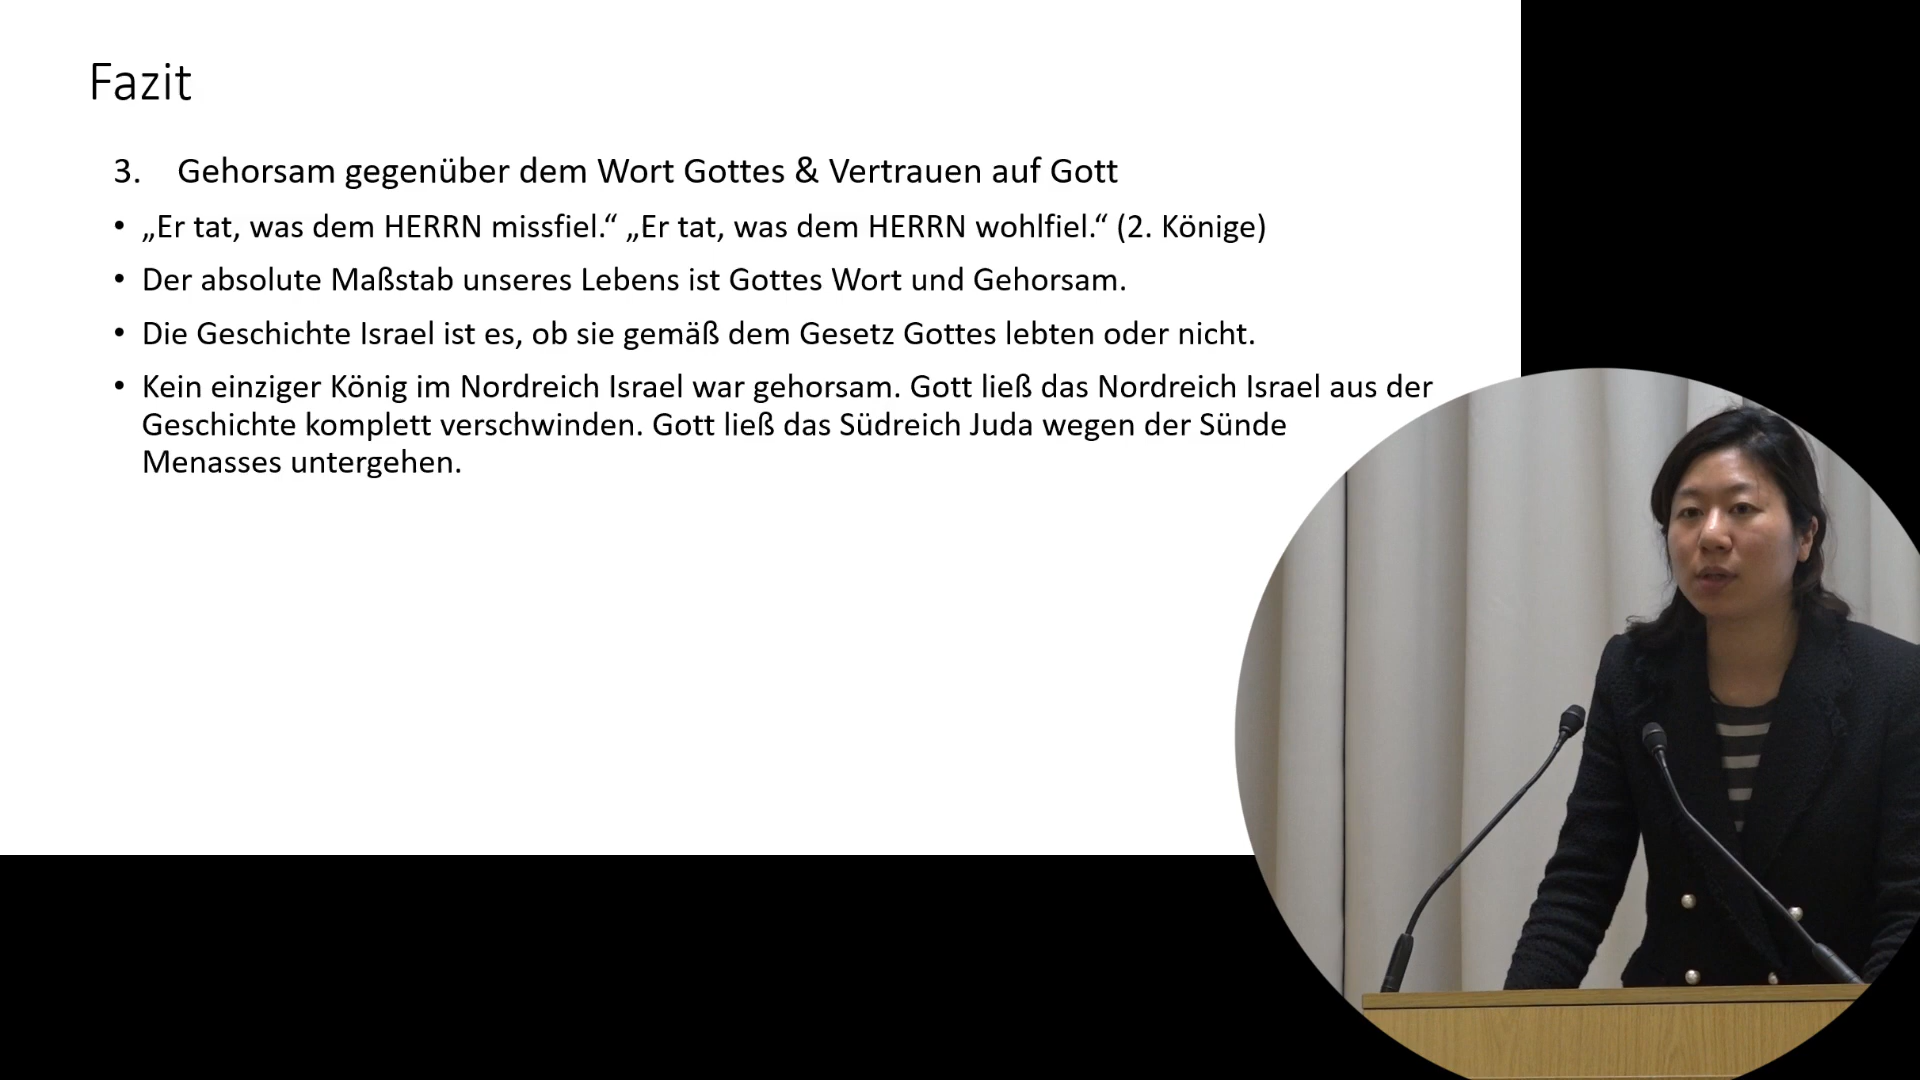 Fazit
3. Gehorsam gegenüber dem Wort Gottes & Vertrauen auf Gott
• „Er tat, was dem HERRN missfiel.“ „Er tat, was dem HERRN wohlfiel.“ (2. Könige)
• Der absolute Maßstab unseres Lebens ist Gottes Wort und Gehorsam.
• Die Geschichte Israel ist es, ob sie gemäß dem Gesetz Gottes lebten oder nicht.
• Kein einziger König im Nordreich Israel war gehorsam. Gott ließ das Nordreich Israel aus der
Geschichte komplett verschwinden. Gott ließ das Südreich Juda wegen der Sünde
Menasses untergehen.